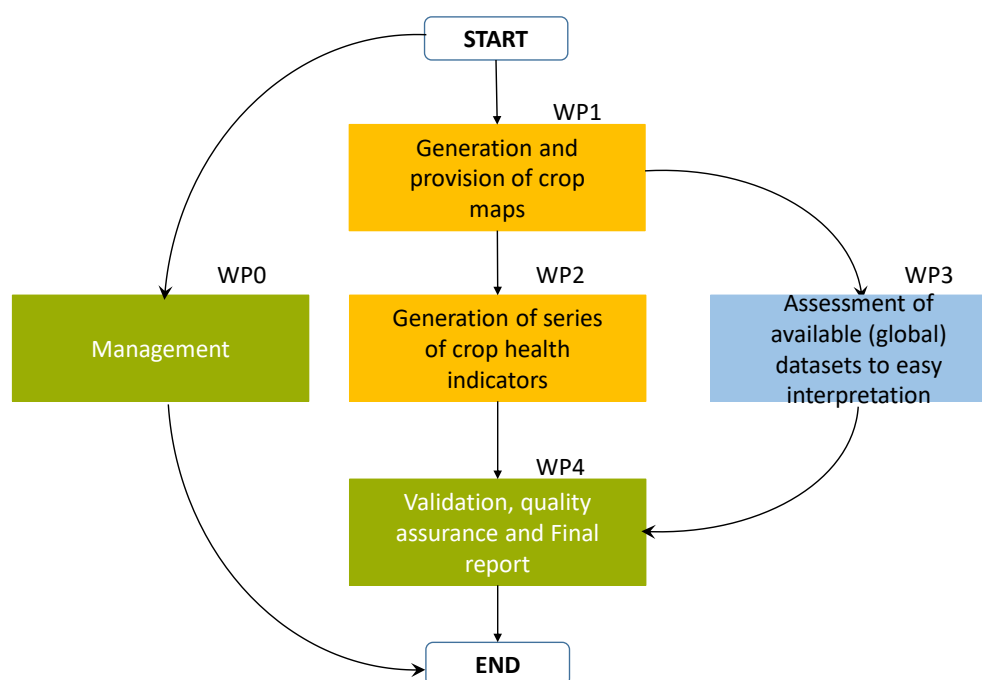 START
WP1
Generation and
provision of crop
maps
WP0
Management
WP2
Generation of series
of crop health
indicators
WP3
Assessment of
available (global)
datasets to easy
interpretation
WP4
Validation, quality
assurance and Final
report
END